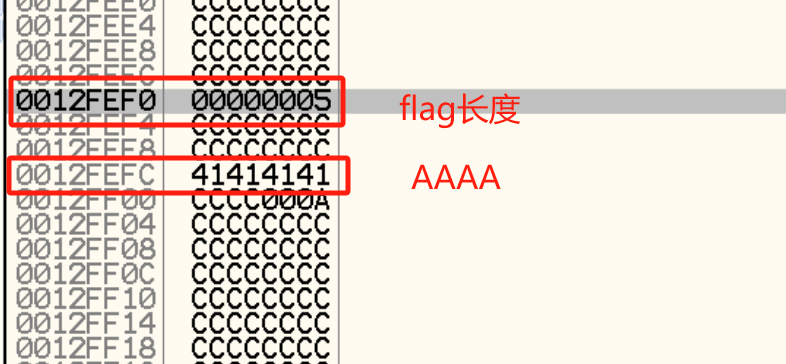 0012FEE0 CCCCCCCC
0012FEE4 CCCCCCCC
0012FEE8 CCCCCCCC
0012FEEC CCCCCCCC
0012FEF0 00000005 flag长度
0012FEF4 CCCCCCCC
0012FEE8 CCCCCCCC
0012FEFC 41414141 AAAA
0012FF00 CCCC000A
0012FF04 CCCCCCCC
0012FF08 CCCCCCCC
0012FF0C CCCCCCCC
0012FF10 CCCCCCCC
0012FF14 CCCCCCCC
0012FF18 CCCCCCCC